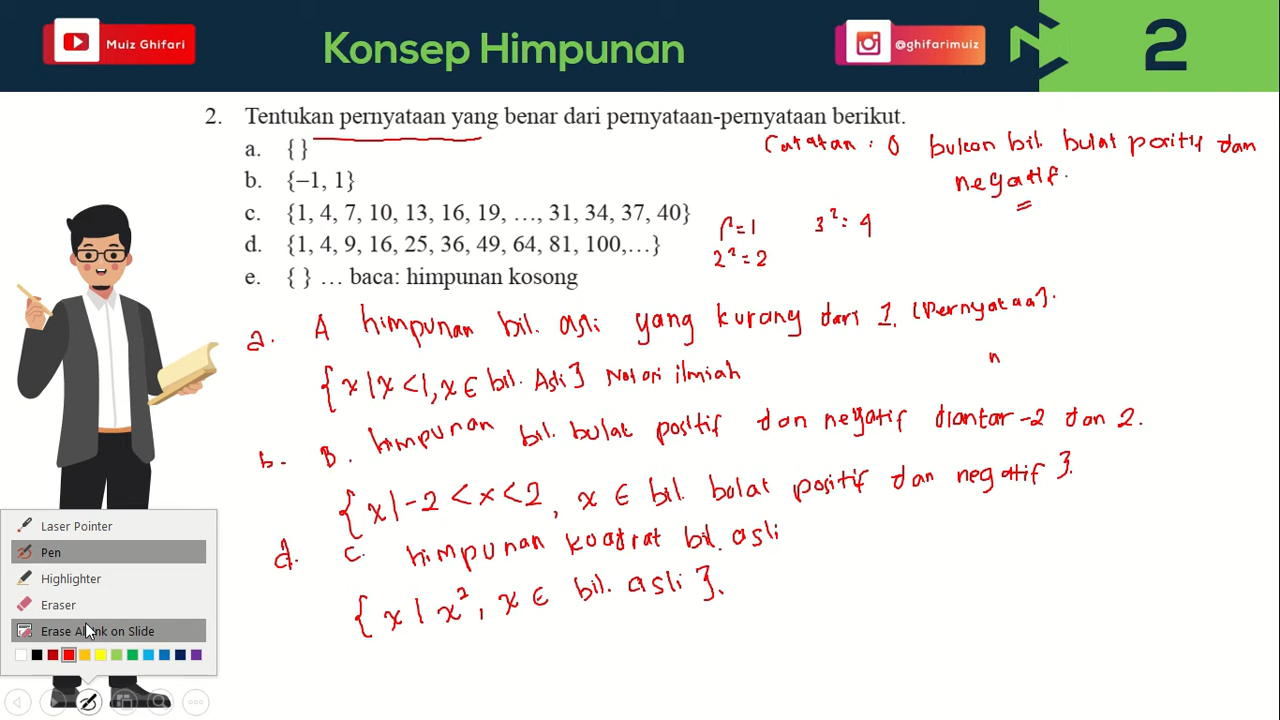 Muiz Ghifari
Konsep Himpunan
@ghifarimuiz
2
2. Tentukan pernyataan yang benar dari pernyataan-pernyataan berikut.
a. { }
b. {–1, 1}
c. {1, 4, 7, 10, 13, 16, 19, …, 31, 34, 37, 40}
d. {1, 4, 9, 16, 25, 36, 49, 64, 81, 100,…}
e. { } … baca: himpunan kosong
Catatan : 0 bukan bil. bulat positif dan
negatif.
1² = 1 3² = 9
2² = 2
a. A himpunan bil. asli yang kurang dari 1. (Pernyataan).
{x | x < 1, x ∈ bil. Asli} Notasi ilmiah
n
b. B. himpunan bil. bulat positif dan negatif diantar -2 dan 2.
{x | -2 < x < 2, x ∈ bil. bulat positif dan negatif }.
d. C. himpunan kuadrat bil. asli
{x | x², x ∈ bil. asli }.
Laser Pointer
Pen
Highlighter
Eraser
Erase All Ink on Slide